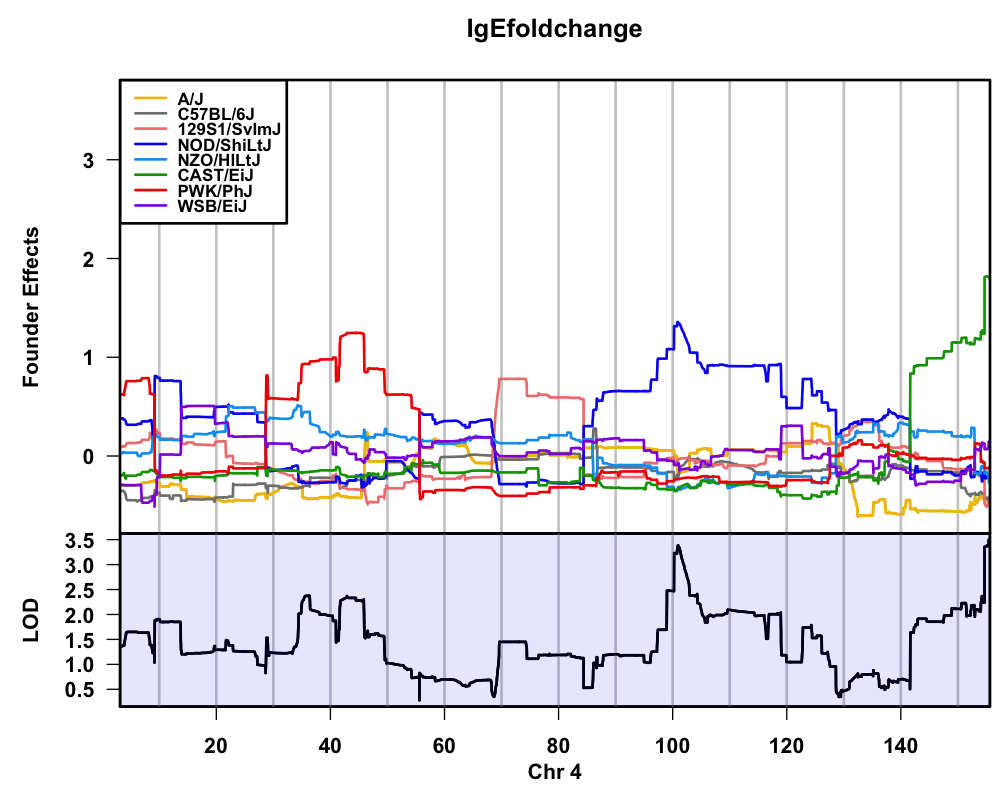 IgEfoldchange
A/J
C57BL/6J
129S1/SvImJ
NOD/ShiLtJ
NZO/HlLtJ
CAST/EiJ
PWK/PhJ
WSB/EiJ
Founder Effects
3
2
1
0
LOD
3.5
3.0
2.5
2.0
1.5
1.0
0.5
20 40 60 80 100 120 140
Chr 4